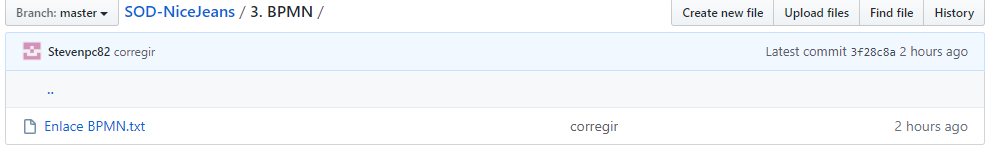 Branch: master SOD-NiceJeans / 3. BPMN / Create new file Upload files Find file History
Stevenpc82 corregir Latest commit 3f28c8a 2 hours ago
..
Enlace BPMN.txt corregir 2 hours ago